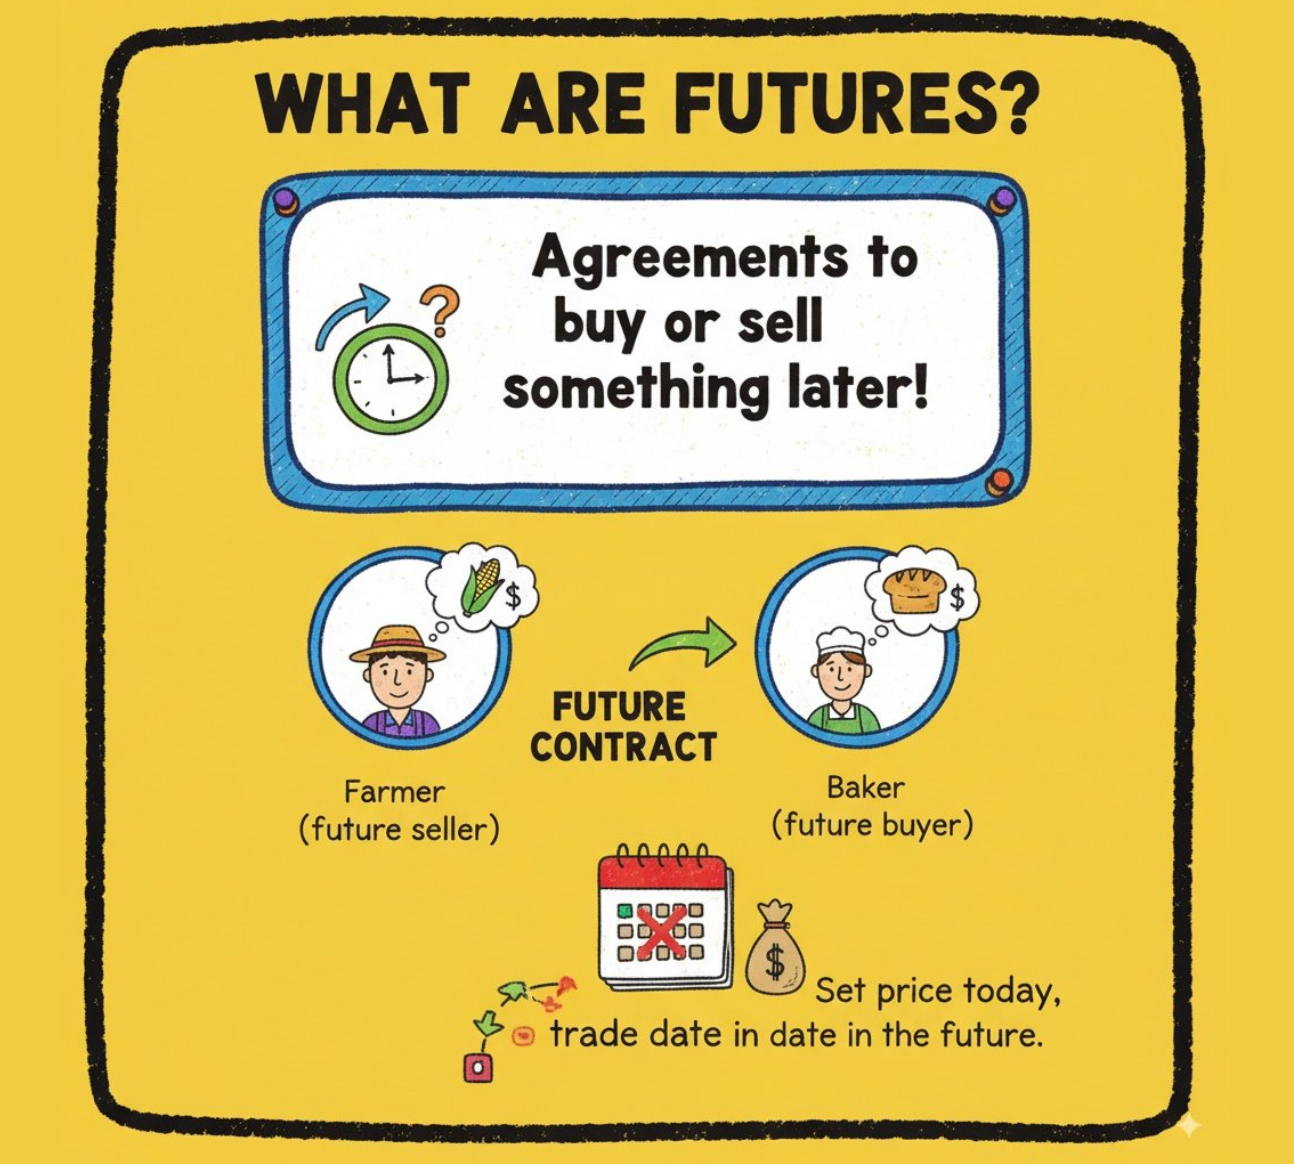 WHAT ARE FUTURES?
Agreements to
buy or sell
something later!
$
$
FUTURE
CONTRACT
Farmer
(future seller)
Baker
(future buyer)
$
Set price today,
trade date in date in the future.